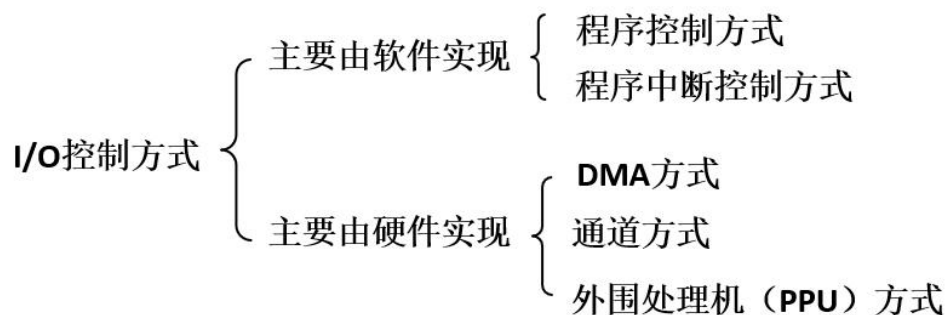 I/O控制方式
主要由软件实现
程序控制方式
程序中断控制方式
主要由硬件实现
DMA方式
通道方式
外围处理机（PPU）方式